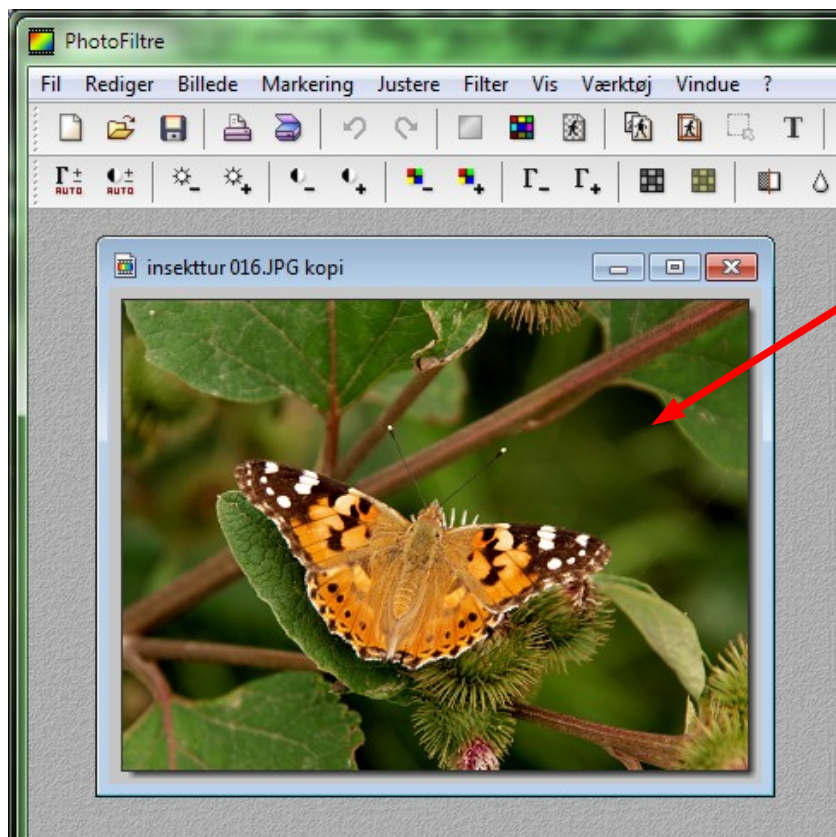 PhotoFiltre
Fil Rediger Billede Markering Justere Filter Vis Værktøj Vindue ?
T
Γ± AUTO ± AUTO Γ- Γ+
insekttur 016.JPG kopi